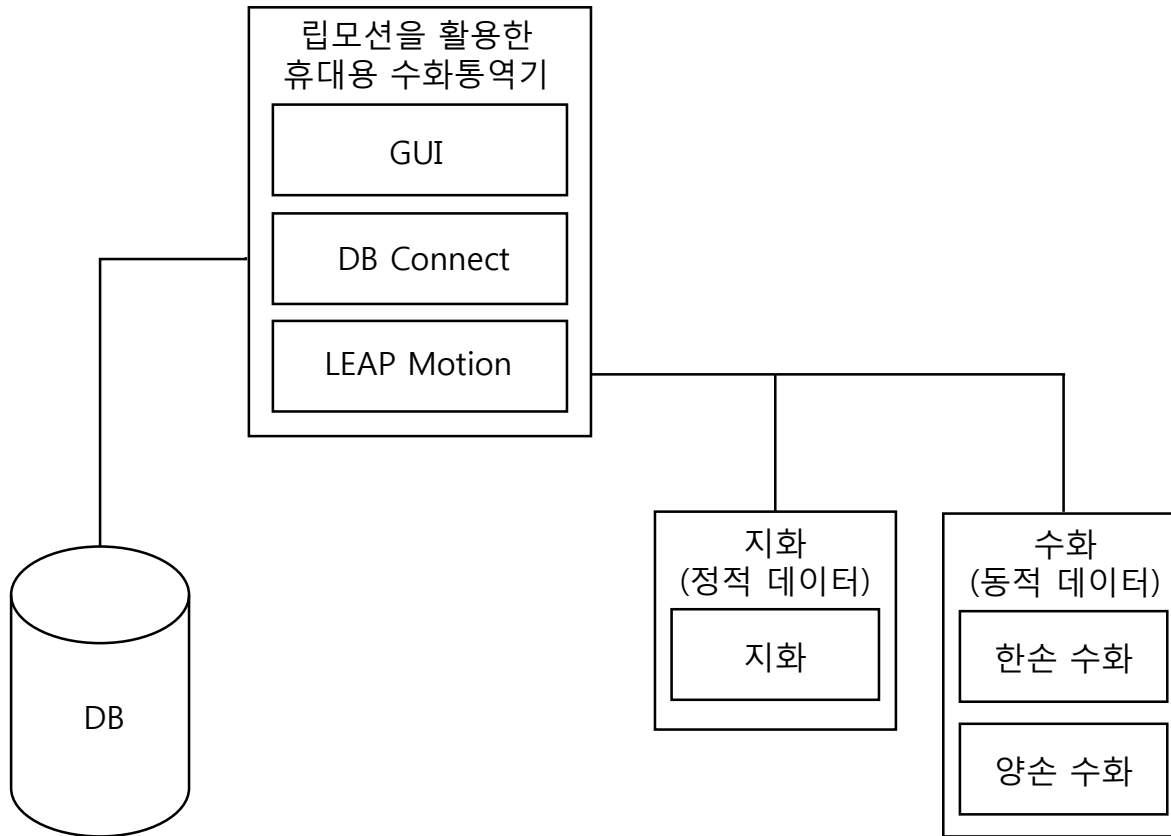 립모션을 활용한
휴대용 수화통역기
GUI
DB Connect
LEAP Motion
DB
지화
(정적 데이터)
지화
수화
(동적 데이터)
한손 수화
양손 수화